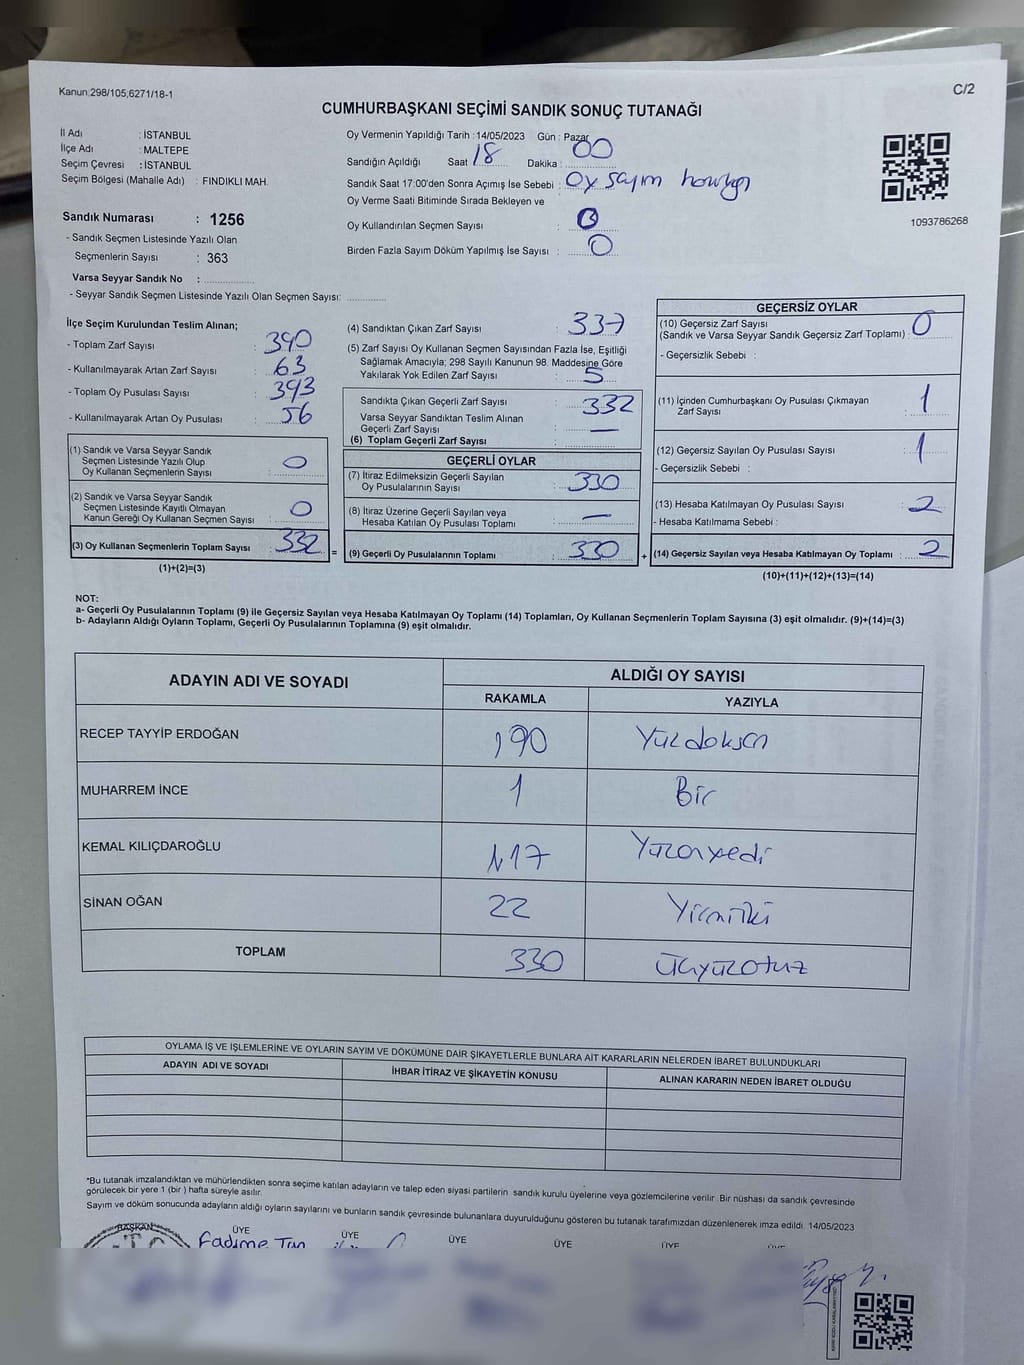 Kanun:298/105,6271/18-1
C/2
CUMHURBAŞKANI SEÇİMİ SANDIK SONUÇ TUTANAĞI
İl Adı : İSTANBUL
İlçe Adı : MALTEPE
Seçim Çevresi : İSTANBUL
Seçim Bölgesi (Mahalle Adı) : FINDIKLI MAH.
Sandık Numarası : 1256
- Sandık Seçmen Listesinde Yazılı Olan
Seçmenlerin Sayısı : 363
Varsa Seyyar Sandık No :
- Seyyar Sandık Seçmen Listesinde Yazılı Olan Seçmen Sayısı:
Oy Vermenin Yapıldığı Tarih : 14/05/2023 Gün : Pazar
Sandığın Açıldığı Saat 18 Dakika : 00
Sandık Saat 17:00'den Sonra Açımış İse Sebebi : Oy sayım
Oy Verme Saati Bitiminde Sırada Bekleyen ve
Oy Kullandırılan Seçmen Sayısı :
Birden Fazla Sayım Döküm Yapılmış İse Sayısı : 0
1093786268
İlçe Seçim Kurulundan Teslim Alınan;
- Toplam Zarf Sayısı : 390
- Kullanılmayarak Artan Zarf Sayısı : 63
- Toplam Oy Pusulası Sayısı : 393
- Kullanılmayarak Artan Oy Pusulası : 56
(1) Sandık ve Varsa Seyyar Sandık
Seçmen Listesinde Yazılı Olup
Oy Kullanan Seçmenlerin Sayısı : 0
(2) Sandık ve Varsa Seyyar Sandık
Seçmen Listesinde Kayıtlı Olmayan
Kanun Gereği Oy Kullanan Seçmen Sayısı : 0
(3) Oy Kullanan Seçmenlerin Toplam Sayısı : 332 =
(1)+(2)=(3)
(4) Sandıktan Çıkan Zarf Sayısı : 337
(5) Zarf Sayısı Oy Kullanan Seçmen Sayısından Fazla İse, Eşitliği
Sağlamak Amacıyla; 298 Sayılı Kanunun 98. Maddesine Göre
Yakılarak Yok Edilen Zarf Sayısı : 5
Sandıkta Çıkan Geçerli Zarf Sayısı : 332
Varsa Seyyar Sandıktan Teslim Alınan
Geçerli Zarf Sayısı : —
(6) Toplam Geçerli Zarf Sayısı :
GEÇERLİ OYLAR
(7) İtiraz Edilmeksizin Geçerli Sayılan
Oy Pusulalarının Sayısı : 330
(8) İtiraz Üzerine Geçerli Sayılan veya
Hesaba Katılan Oy Pusulası Toplamı : —
(9) Geçerli Oy Pusulalarının Toplamı : 330 +
GEÇERSİZ OYLAR
(10) Geçersiz Zarf Sayısı
(Sandık ve Varsa Seyyar Sandık Geçersiz Zarf Toplamı) : 0
- Geçersizlik Sebebi :
(11) İçinden Cumhurbaşkanı Oy Pusulası Çıkmayan
Zarf Sayısı : 1
(12) Geçersiz Sayılan Oy Pusulası Sayısı : 1
- Geçersizlik Sebebi :
(13) Hesaba Katılmayan Oy Pusulası Sayısı : 2
- Hesaba Katılmama Sebebi :
(14) Geçersiz Sayılan veya Hesaba Katılmayan Oy Toplamı : 2
(10)+(11)+(12)+(13)=(14)
NOT:
a- Geçerli Oy Pusulalarının Toplamı (9) ile Geçersiz Sayılan veya Hesaba Katılmayan Oy Toplamı (14) Toplamları, Oy Kullanan Seçmenlerin Toplam Sayısına (3) eşit olmalıdır. (9)+(14)=(3)
b- Adayların Aldığı Oyların Toplamı, Geçerli Oy Pusulalarının Toplamına (9) eşit olmalıdır.
ADAYIN ADI VE SOYADI ALDIĞI OY SAYISI
RAKAMLA YAZIYLA
RECEP TAYYİP ERDOĞAN 190 Yüzdoksan
MUHARREM İNCE 1 Bir
KEMAL KILIÇDAROĞLU 117 Yüzonyedi
SİNAN OĞAN 22 Yirmiiki
TOPLAM 330 Üçyüzotuz
OYLAMA İŞ VE İŞLEMLERİNE VE OYLARIN SAYIM VE DÖKÜMÜNE DAİR ŞİKAYETLERLE BUNLARA AİT KARARLARIN NELERDEN İBARET BULUNDUKLARI
ADAYIN ADI VE SOYADI İHBAR İTİRAZ VE ŞİKAYETİN KONUSU ALINAN KARARIN NEDEN İBARET OLDUĞU
*Bu tutanak imzalandıktan ve mühürlendikten sonra seçime katılan adayların ve talep eden siyasi partilerin sandık kurulu üyelerine veya gözlemcilerine verilir. Bir nüshası da sandık çevresinde
görülecek bir yere 1 (bir ) hafta süreyle asılır.
Sayım ve döküm sonucunda adayların aldığı oyların sayılarını ve bunların sandık çevresinde bulunanlara duyurulduğunu gösteren bu tutanak tarafımızdan düzenlenerek imza edildi. 14/05/2023
BAŞKAN ÜYE ÜYE ÜYE ÜYE ÜYE
Fadime